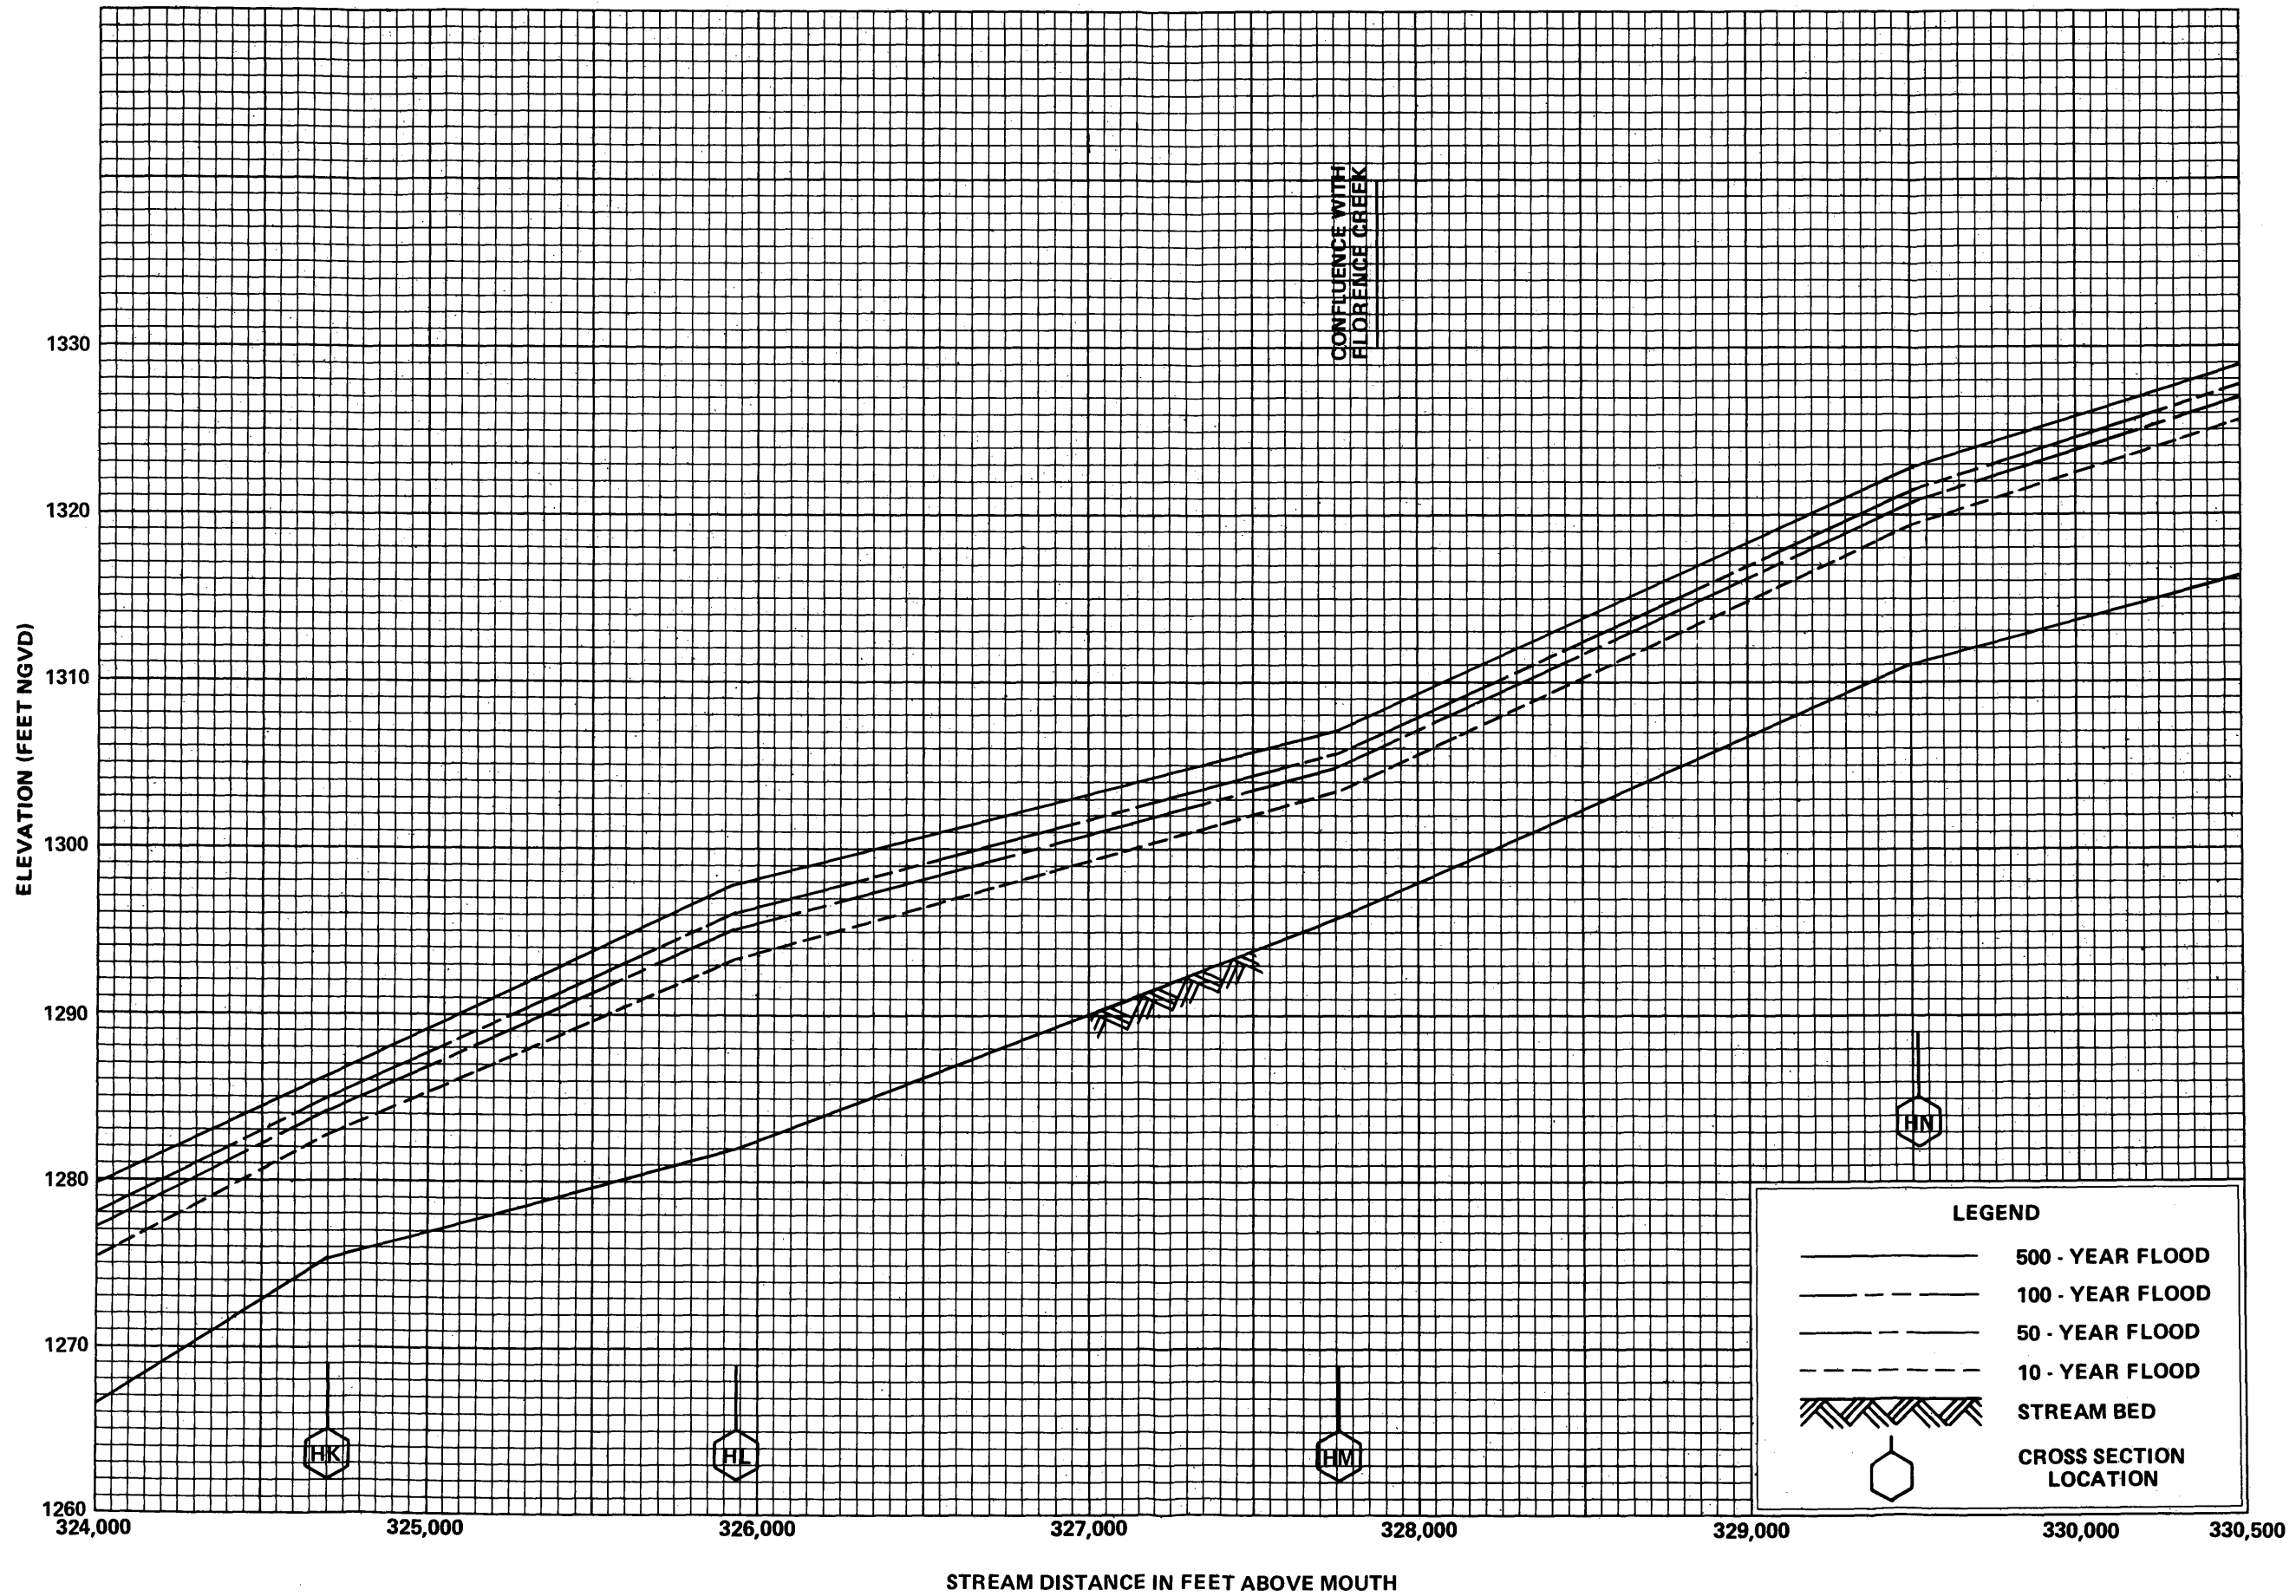 CONFLUENCE WITH
FLORENCE CREEK
ELEVATION (FEET NGVD)
1330
1320
1310
1300
1290
1280
1270
1260
HK
HL
HM
HN
LEGEND
500 - YEAR FLOOD
100 - YEAR FLOOD
50 - YEAR FLOOD
10 - YEAR FLOOD
STREAM BED
CROSS SECTION
LOCATION
324,000
325,000
326,000
327,000
328,000
329,000
330,000
330,500
STREAM DISTANCE IN FEET ABOVE MOUTH